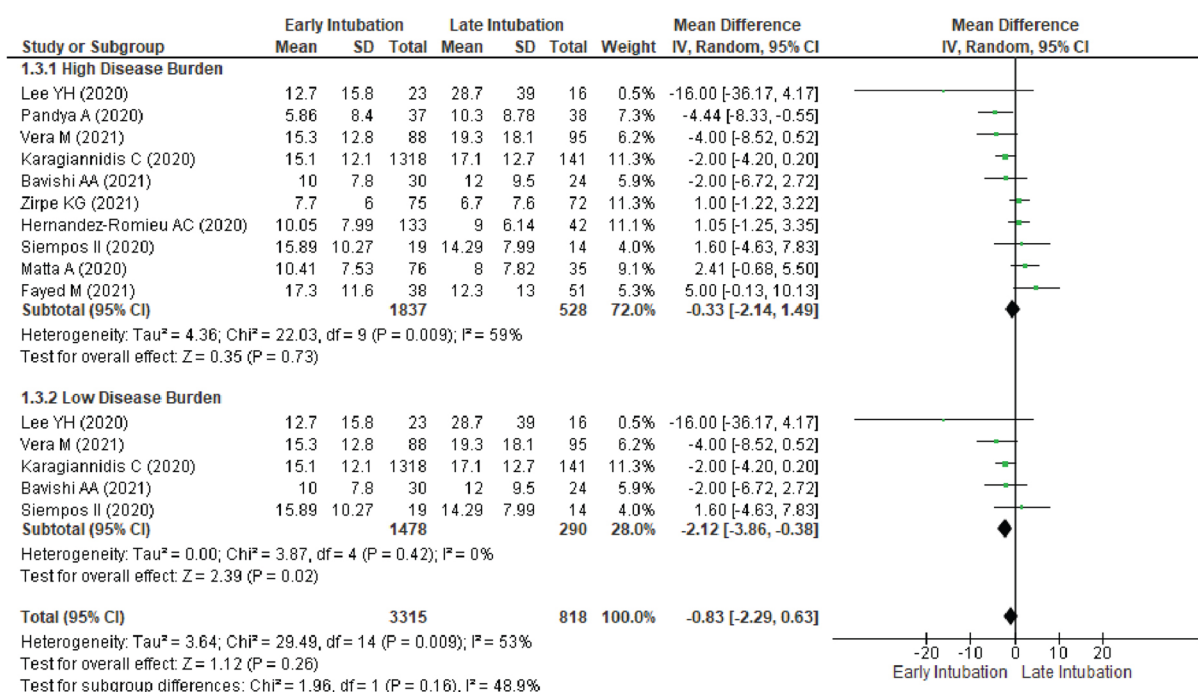 Early Intubation Late Intubation Mean Difference Mean Difference
Study or Subgroup Mean SD Total Mean SD Total Weight IV, Random, 95% CI IV, Random, 95% CI
1.3.1 High Disease Burden
Lee YH (2020) 12.7 15.8 23 28.7 39 16 0.5% -16.00 [-36.17, 4.17]
Pandya A (2020) 5.86 8.4 37 10.3 8.78 38 7.3% -4.44 [-8.33, -0.55]
Vera M (2021) 15.3 12.8 88 19.3 18.1 95 6.2% -4.00 [-8.52, 0.52]
Karagiannidis C (2020) 15.1 12.1 1318 17.1 12.7 141 11.3% -2.00 [-4.20, 0.20]
Bavishi AA (2021) 10 7.8 30 12 9.5 24 5.9% -2.00 [-6.72, 2.72]
Zirpe KG (2021) 7.7 6 75 6.7 7.6 72 11.3% 1.00 [-1.22, 3.22]
Hernandez-Romieu AC (2020) 10.05 7.99 133 9 6.14 42 11.1% 1.05 [-1.25, 3.35]
Siempos II (2020) 15.89 10.27 19 14.29 7.99 14 4.0% 1.60 [-4.63, 7.83]
Matta A (2020) 10.41 7.53 76 8 7.82 35 9.1% 2.41 [-0.68, 5.50]
Fayed M (2021) 17.3 11.6 38 12.3 13 51 5.3% 5.00 [-0.13, 10.13]
Subtotal (95% CI) 1837 528 72.0% -0.33 [-2.14, 1.49]
Heterogeneity: Tau² = 4.36; Chi² = 22.03, df = 9 (P = 0.009); I² = 59%
Test for overall effect: Z = 0.35 (P = 0.73)
1.3.2 Low Disease Burden
Lee YH (2020) 12.7 15.8 23 28.7 39 16 0.5% -16.00 [-36.17, 4.17]
Vera M (2021) 15.3 12.8 88 19.3 18.1 95 6.2% -4.00 [-8.52, 0.52]
Karagiannidis C (2020) 15.1 12.1 1318 17.1 12.7 141 11.3% -2.00 [-4.20, 0.20]
Bavishi AA (2021) 10 7.8 30 12 9.5 24 5.9% -2.00 [-6.72, 2.72]
Siempos II (2020) 15.89 10.27 19 14.29 7.99 14 4.0% 1.60 [-4.63, 7.83]
Subtotal (95% CI) 1478 290 28.0% -2.12 [-3.86, -0.38]
Heterogeneity: Tau² = 0.00; Chi² = 3.87, df = 4 (P = 0.42); I² = 0%
Test for overall effect: Z = 2.39 (P = 0.02)
Total (95% CI) 3315 818 100.0% -0.83 [-2.29, 0.63]
Heterogeneity: Tau² = 3.64; Chi² = 29.49, df = 14 (P = 0.009); I² = 53%
Test for overall effect: Z = 1.12 (P = 0.26)
Test for subgroup differences: Chi² = 1.96, df = 1 (P = 0.16), I² = 48.9%
-20 -10 0 10 20
Early Intubation Late Intubation